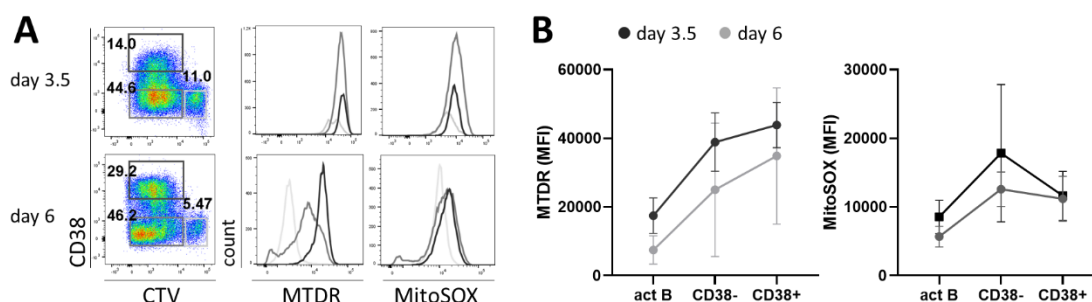 A
B
day 3.5
day 6
14.0
11.0
44.6
day 3.5
29.2
5.47
46.2
day 6
CD38
count
CTV
MTDR
MitoSOX
60000
40000
20000
0
MTDR (MFI)
act B
CD38-
CD38+
30000
20000
10000
0
MitoSOX (MFI)
act B
CD38-
CD38+